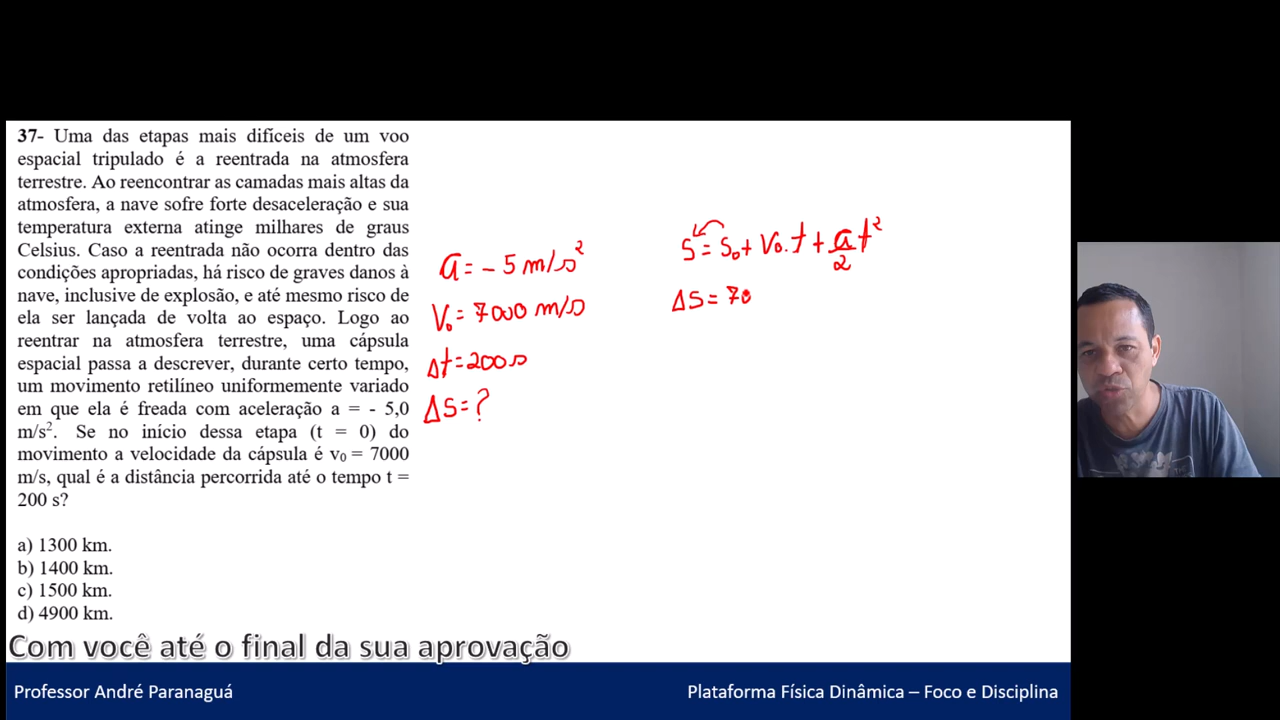 37- Uma das etapas mais difíceis de um voo
espacial tripulado é a reentrada na atmosfera
terrestre. Ao reencontrar as camadas mais altas da
atmosfera, a nave sofre forte desaceleração e sua
temperatura externa atinge milhares de graus
Celsius. Caso a reentrada não ocorra dentro das
condições apropriadas, há risco de graves danos à
nave, inclusive de explosão, e até mesmo risco de
ela ser lançada de volta ao espaço. Logo ao
reentrar na atmosfera terrestre, uma cápsula
espacial passa a descrever, durante certo tempo,
um movimento retilíneo uniformemente variado
em que ela é freada com aceleração a = - 5,0
m/s². Se no início dessa etapa (t = 0) do
movimento a velocidade da cápsula é v₀ = 7000
m/s, qual é a distância percorrida até o tempo t =
200 s?
a) 1300 km.
b) 1400 km.
c) 1500 km.
d) 4900 km.
a = - 5 m/s²
V₀ = 7000 m/s
Δt = 200 s
ΔS = ?
S = S₀ + V₀.t + a/2 t²
ΔS = 70
Com você até o final da sua aprovação
Professor André Paranaguá
Plataforma Física Dinâmica – Foco e Disciplina